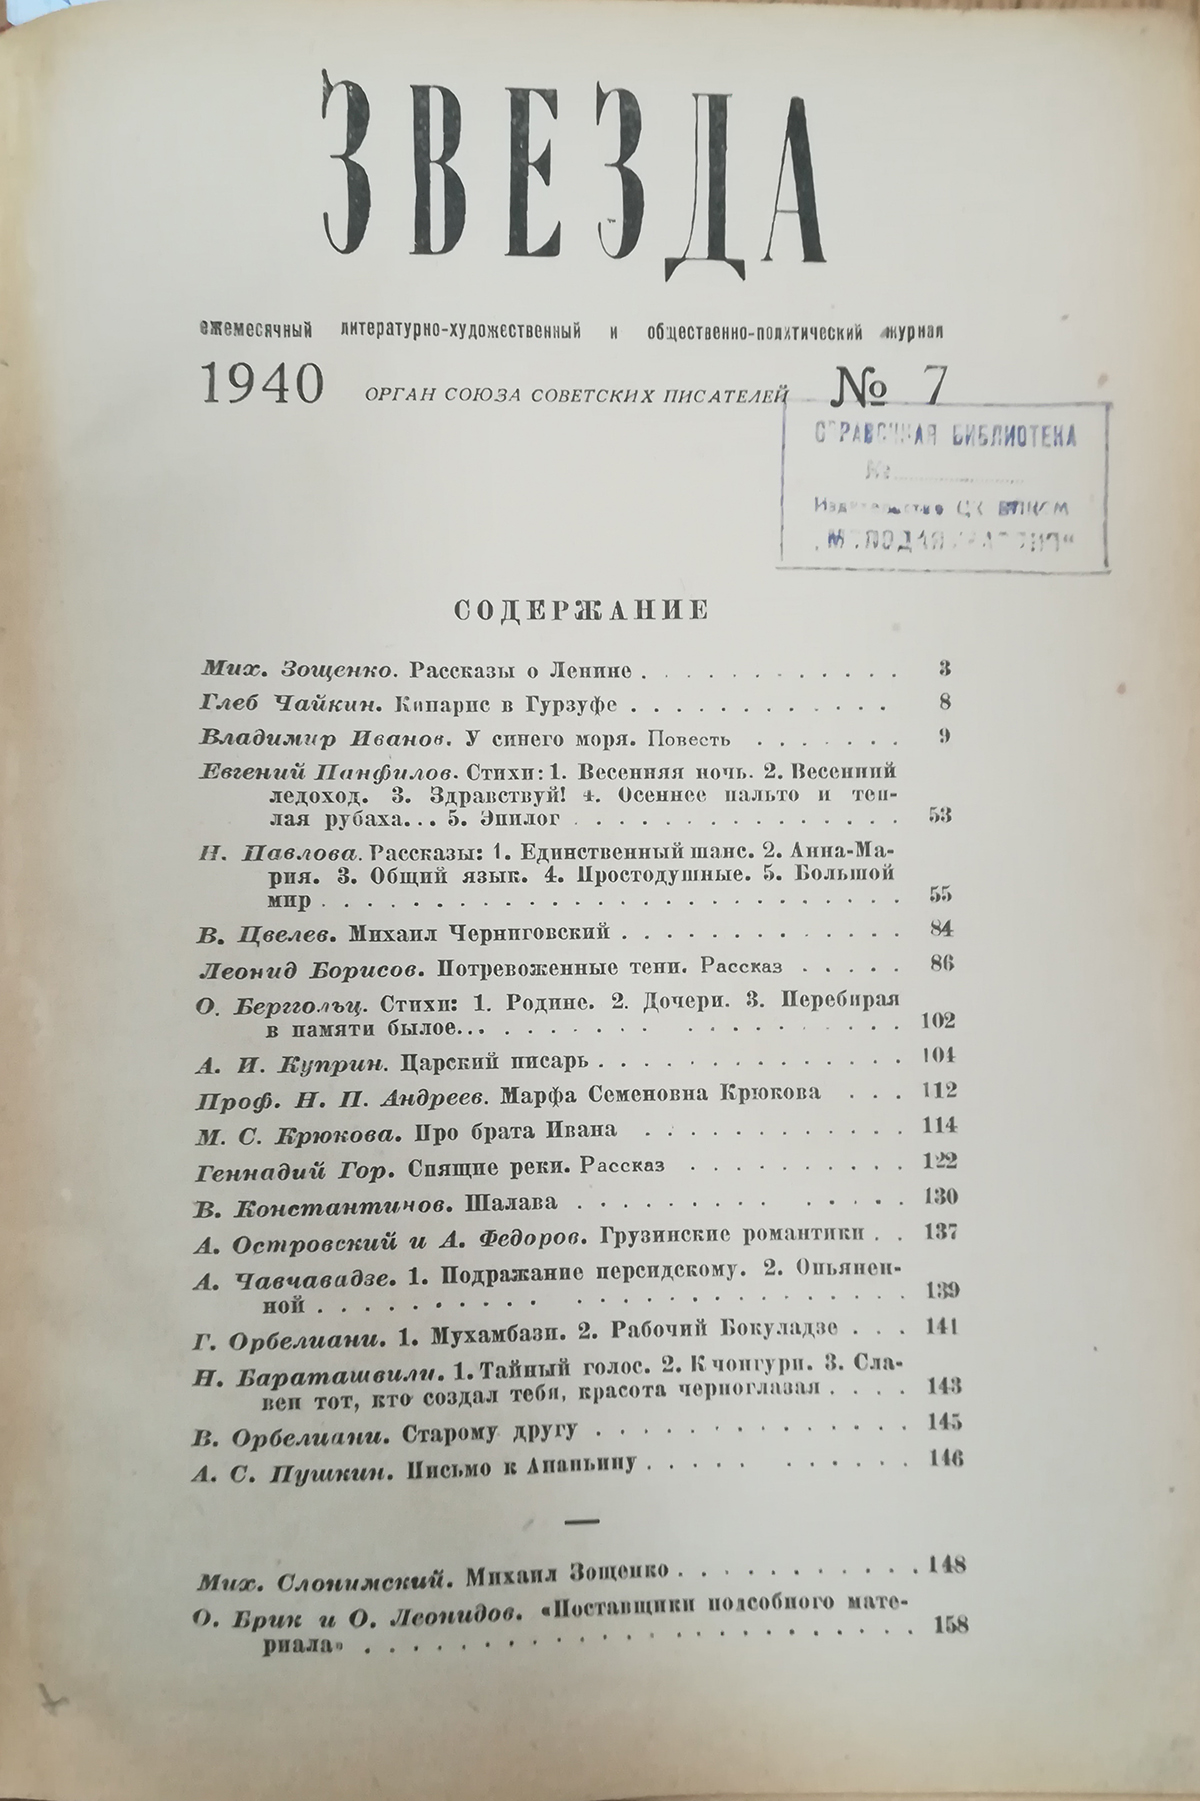 ЗВЕЗДА
ежемесячный литературно-художественный и общественно-политический журнал
1940 ОРГАН СОЮЗА СОВЕТСКИХ ПИСАТЕЛЕЙ № 7
СПРАВОЧНАЯ БИБЛИОТЕКА
№
Издательство ЦК ВЛКСМ
„МОЛОДАЯ ГВАРДИЯ“
СОДЕРЖАНИЕ
Мих. Зощенко. Рассказы о Ленине . . . . . . . . . . . . 3
Глеб Чайкин. Кипарис в Гурзуфе . . . . . . . . . . . . 8
Владимир Иванов. У синего моря. Повесть . . . . . . . 9
Евгений Панфилов. Стихи: 1. Весенняя ночь. 2. Весенний
ледоход. 3. Здравствуй! 4. Осеннее пальто и теп-
лая рубаха... 5. Эпилог . . . . . . . . . . . . . . . 53
Н. Павлова. Рассказы: 1. Единственный шанс. 2. Анна-Ма-
рия. 3. Общий язык. 4. Простодушные. 5. Большой
мир . . . . . . . . . . . . . . . . . . . . . . . . . 55
В. Цвелев. Михаил Черниговский . . . . . . . . . . . . . 84
Леонид Борисов. Потревоженные тени. Рассказ . . . . . 86
О. Берггольц. Стихи: 1. Родине. 2. Дочери. 3. Перебирая
в памяти былое... . . . . . . . . . . . . . . . . . . 102
А. И. Куприн. Царский писарь . . . . . . . . . . . . . . 104
Проф. Н. П. Андреев. Марфа Семеновна Крюкова . . . 112
М. С. Крюкова. Про брата Ивана . . . . . . . . . . . . 114
Геннадий Гор. Спящие реки. Рассказ . . . . . . . . . . 122
В. Константинов. Шалава . . . . . . . . . . . . . . 130
А. Островский и А. Федоров. Грузинские романтики . . 137
А. Чавчавадзе. 1. Подражание персидскому. 2. Опьянен-
ной . . . . . . . . . . . . . . . . . . . . . . . . 139
Г. Орбелиани. 1. Мухамбази. 2. Рабочий Бокуладзе . . . 141
Н. Бараташвили. 1. Тайный голос. 2. К чонгури. 3. Сла-
вен тот, кто создал тебя, красота черноглазая . . . . 143
В. Орбелиани. Старому другу . . . . . . . . . . . . . . 145
А. С. Пушкин. Письмо к Ананьину . . . . . . . . . . . 146
Мих. Слонимский. Михаил Зощенко . . . . . . . . . . . 148
О. Брик и О. Леонидов. «Поставщики подсобного мате-
риала» . . . . . . . . . . . . . . . . . . . . . . . 158